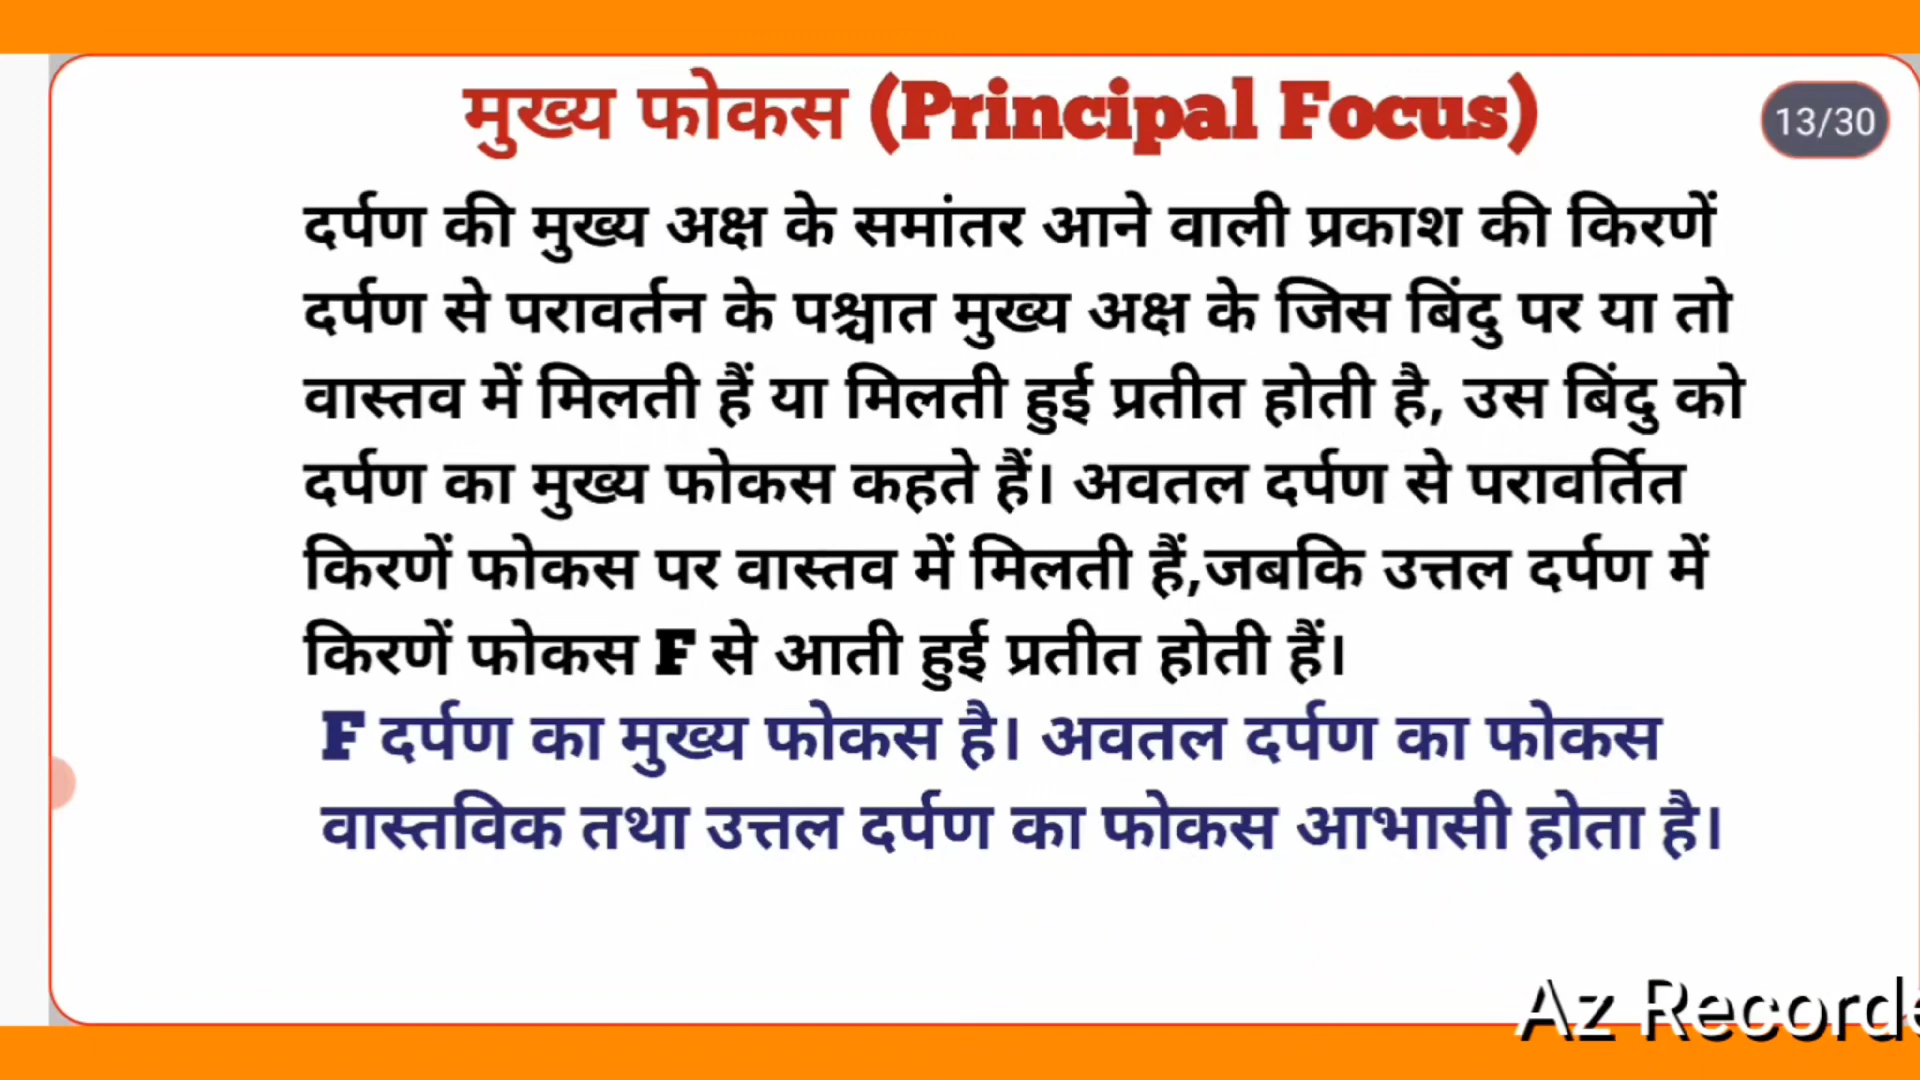 मुख्य फोकस (Principal Focus)
13/30
दर्पण की मुख्य अक्ष के समांतर आने वाली प्रकाश की किरणें
दर्पण से परावर्तन के पश्चात मुख्य अक्ष के जिस बिंदु पर या तो
वास्तव में मिलती हैं या मिलती हुई प्रतीत होती है, उस बिंदु को
दर्पण का मुख्य फोकस कहते हैं। अवतल दर्पण से परावर्तित
किरणें फोकस पर वास्तव में मिलती हैं,जबकि उत्तल दर्पण में
किरणें फोकस F से आती हुई प्रतीत होती हैं।
F दर्पण का मुख्य फोकस है। अवतल दर्पण का फोकस
वास्तविक तथा उत्तल दर्पण का फोकस आभासी होता है।
Az Recorde